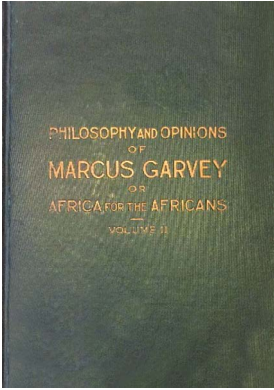 PHILOSOPHY AND OPINIONS
OF
MARCUS GARVEY
OR
AFRICA FOR THE AFRICANS
VOLUME II